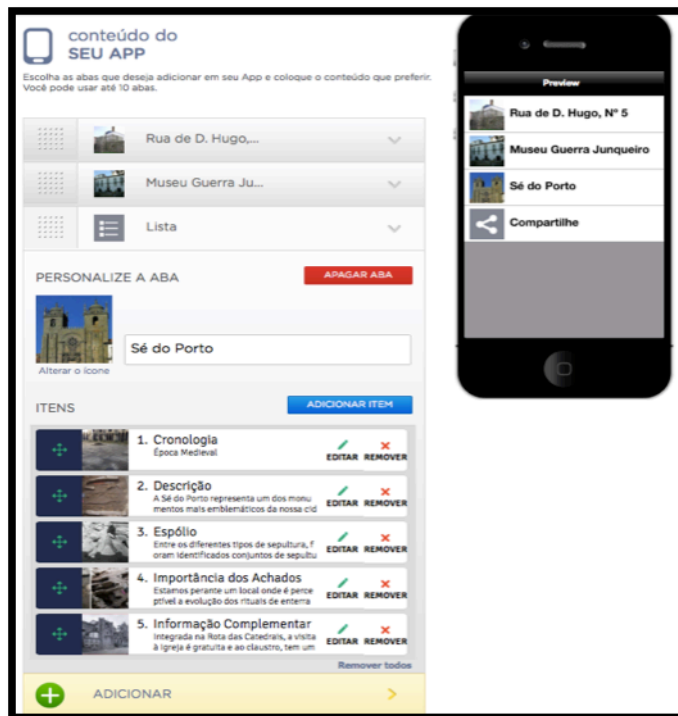 conteúdo do
SEU APP
Escolha as abas que deseja adicionar em seu App e coloque o conteúdo que preferir.
Você pode usar até 10 abas.
Rua de D. Hugo,...
Museu Guerra Ju...
Lista
PERSONALIZE A ABA
APAGAR ABA
Sé do Porto
Alterar o ícone
ITENS
ADICIONAR ITEM
1. Cronologia
Época Medieval
EDITAR REMOVER
2. Descrição
A Sé do Porto representa um dos monu
mentos mais emblemáticos da nossa cid
EDITAR REMOVER
3. Espólio
Entre os diferentes tipos de sepultura, f
oram identificados conjuntos de sepultu
EDITAR REMOVER
4. Importância dos Achados
Estamos perante um local onde é perce
ptível a evolução dos rituais de enterra
EDITAR REMOVER
5. Informação Complementar
Integrada na Rota das Catedrais, a visita
à igreja é gratuita e ao claustro, tem um
EDITAR REMOVER
Remover todos
ADICIONAR
Preview
Rua de D. Hugo, Nº 5
Museu Guerra Junqueiro
Sé do Porto
Compartilhe